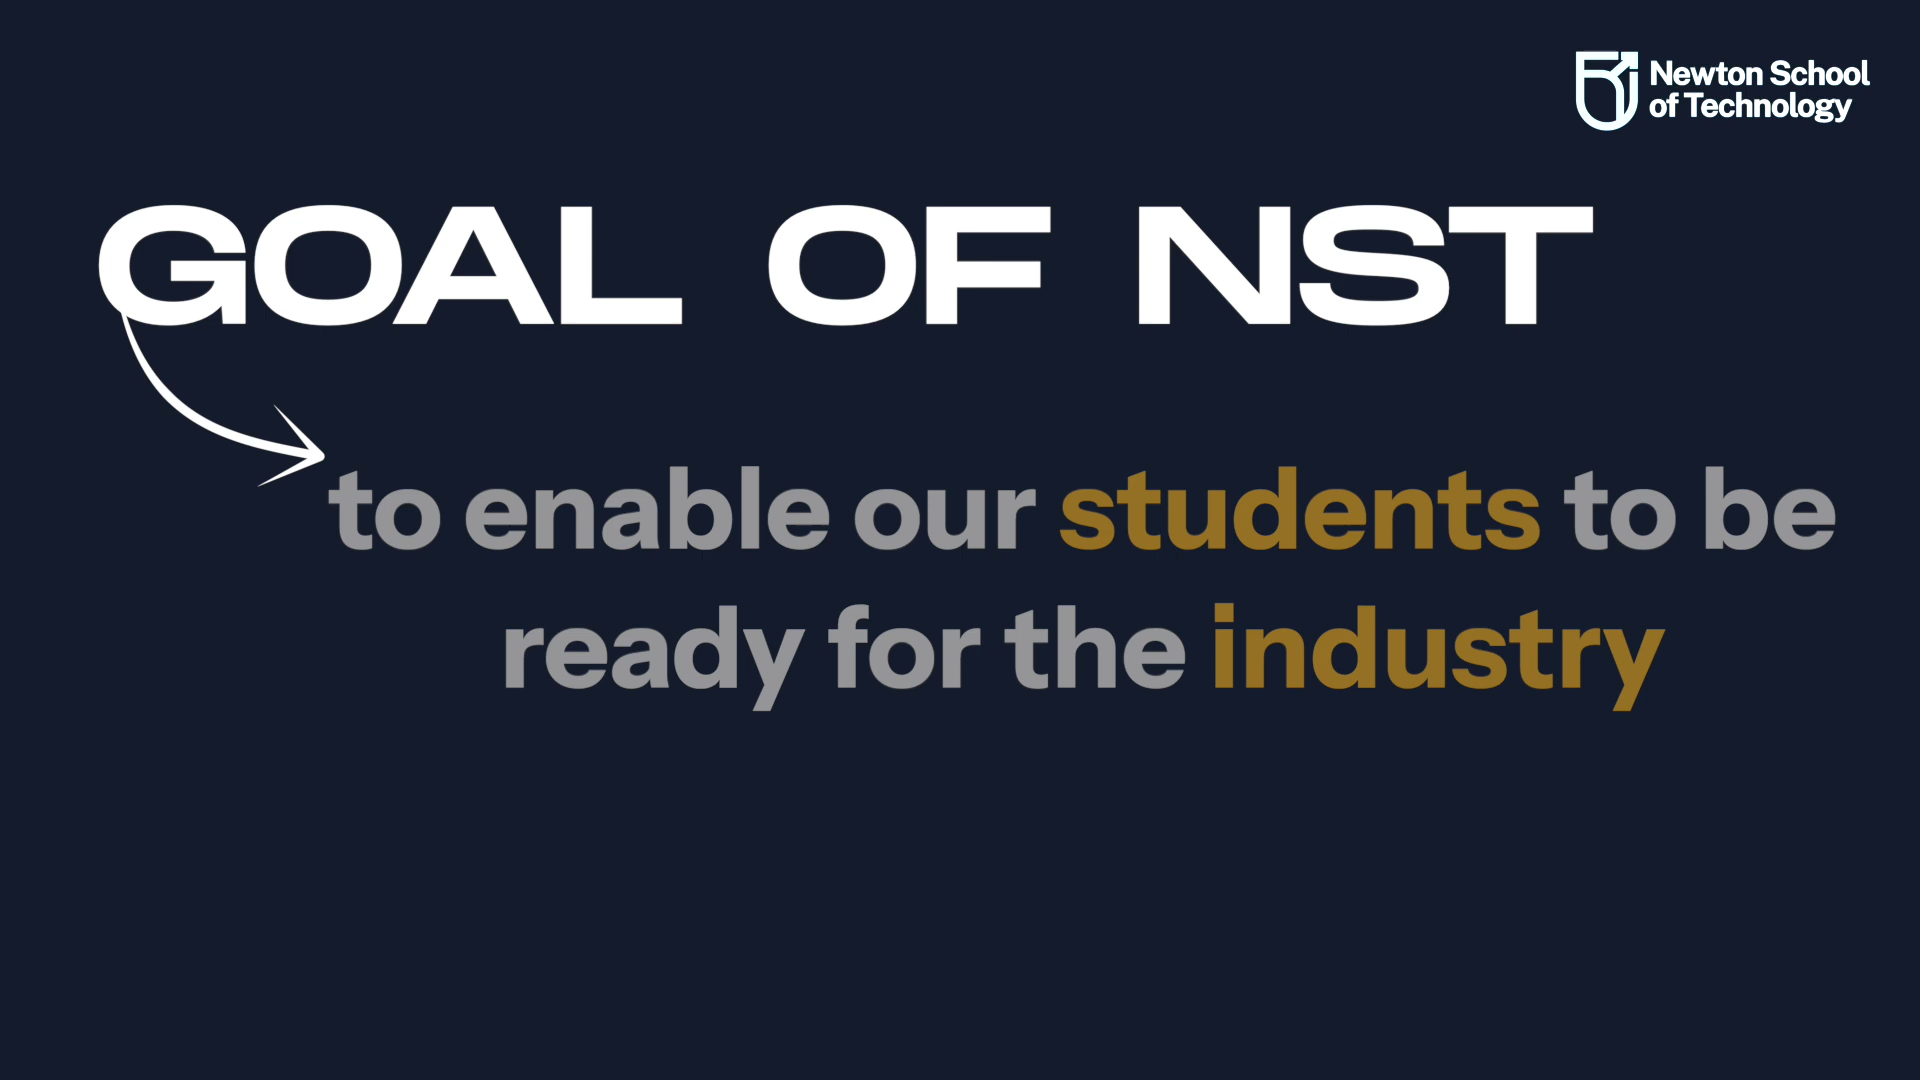 Newton School
of Technology
GOAL OF NST
to enable our students to be
ready for the industry